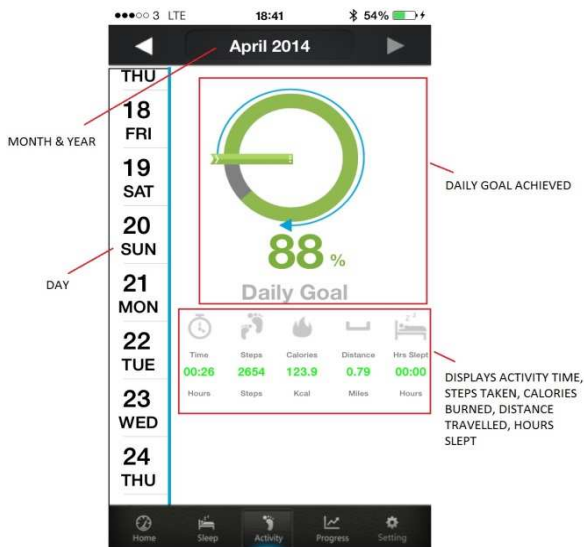 3 LTE 18:41 54%
April 2014
THU
18
FRI
19
SAT
20
SUN
21
MON
22
TUE
23
WED
24
THU
MONTH & YEAR
DAY
88 %
Daily Goal
DAILY GOAL ACHIEVED
Time Steps Calories Distance Hrs Slept
00:26 2654 123.9 0.79 00:00
Hours Steps Kcal Miles Hours
DISPLAYS ACTIVITY TIME,
STEPS TAKEN, CALORIES
BURNED, DISTANCE
TRAVELLED, HOURS
SLEPT
Home Sleep Activity Progress Setting